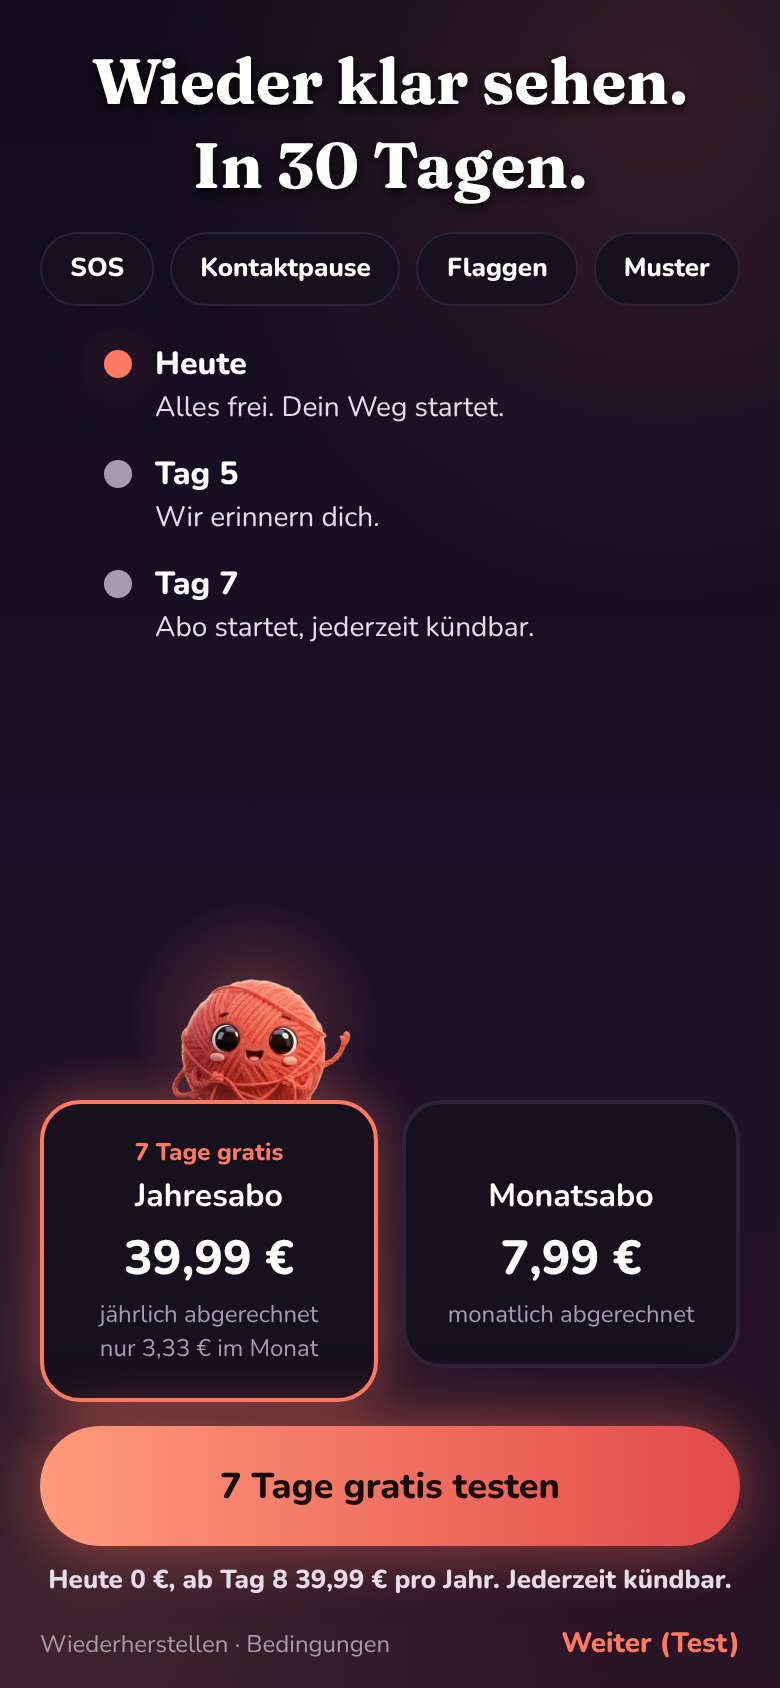 Wieder klar sehen.
In 30 Tagen.
SOS
Kontaktpause
Flaggen
Muster
Heute
Alles frei. Dein Weg startet.
Tag 5
Wir erinnern dich.
Tag 7
Abo startet, jederzeit kündbar.
7 Tage gratis
Jahresabo
39,99 €
jährlich abgerechnet
nur 3,33 € im Monat
Monatsabo
7,99 €
monatlich abgerechnet
7 Tage gratis testen
Heute 0 €, ab Tag 8 39,99 € pro Jahr. Jederzeit kündbar.
Wiederherstellen · Bedingungen
Weiter (Test)